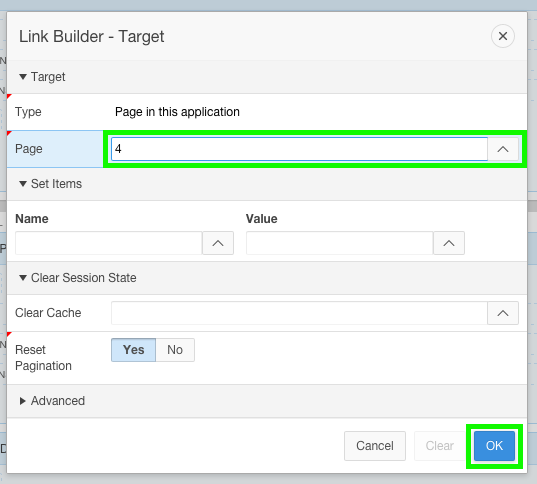 Link Builder - Target
Target
Type Page in this application
Page 4
Set Items
Name Value
Clear Session State
Clear Cache
Reset Pagination Yes No
Advanced
Cancel Clear OK